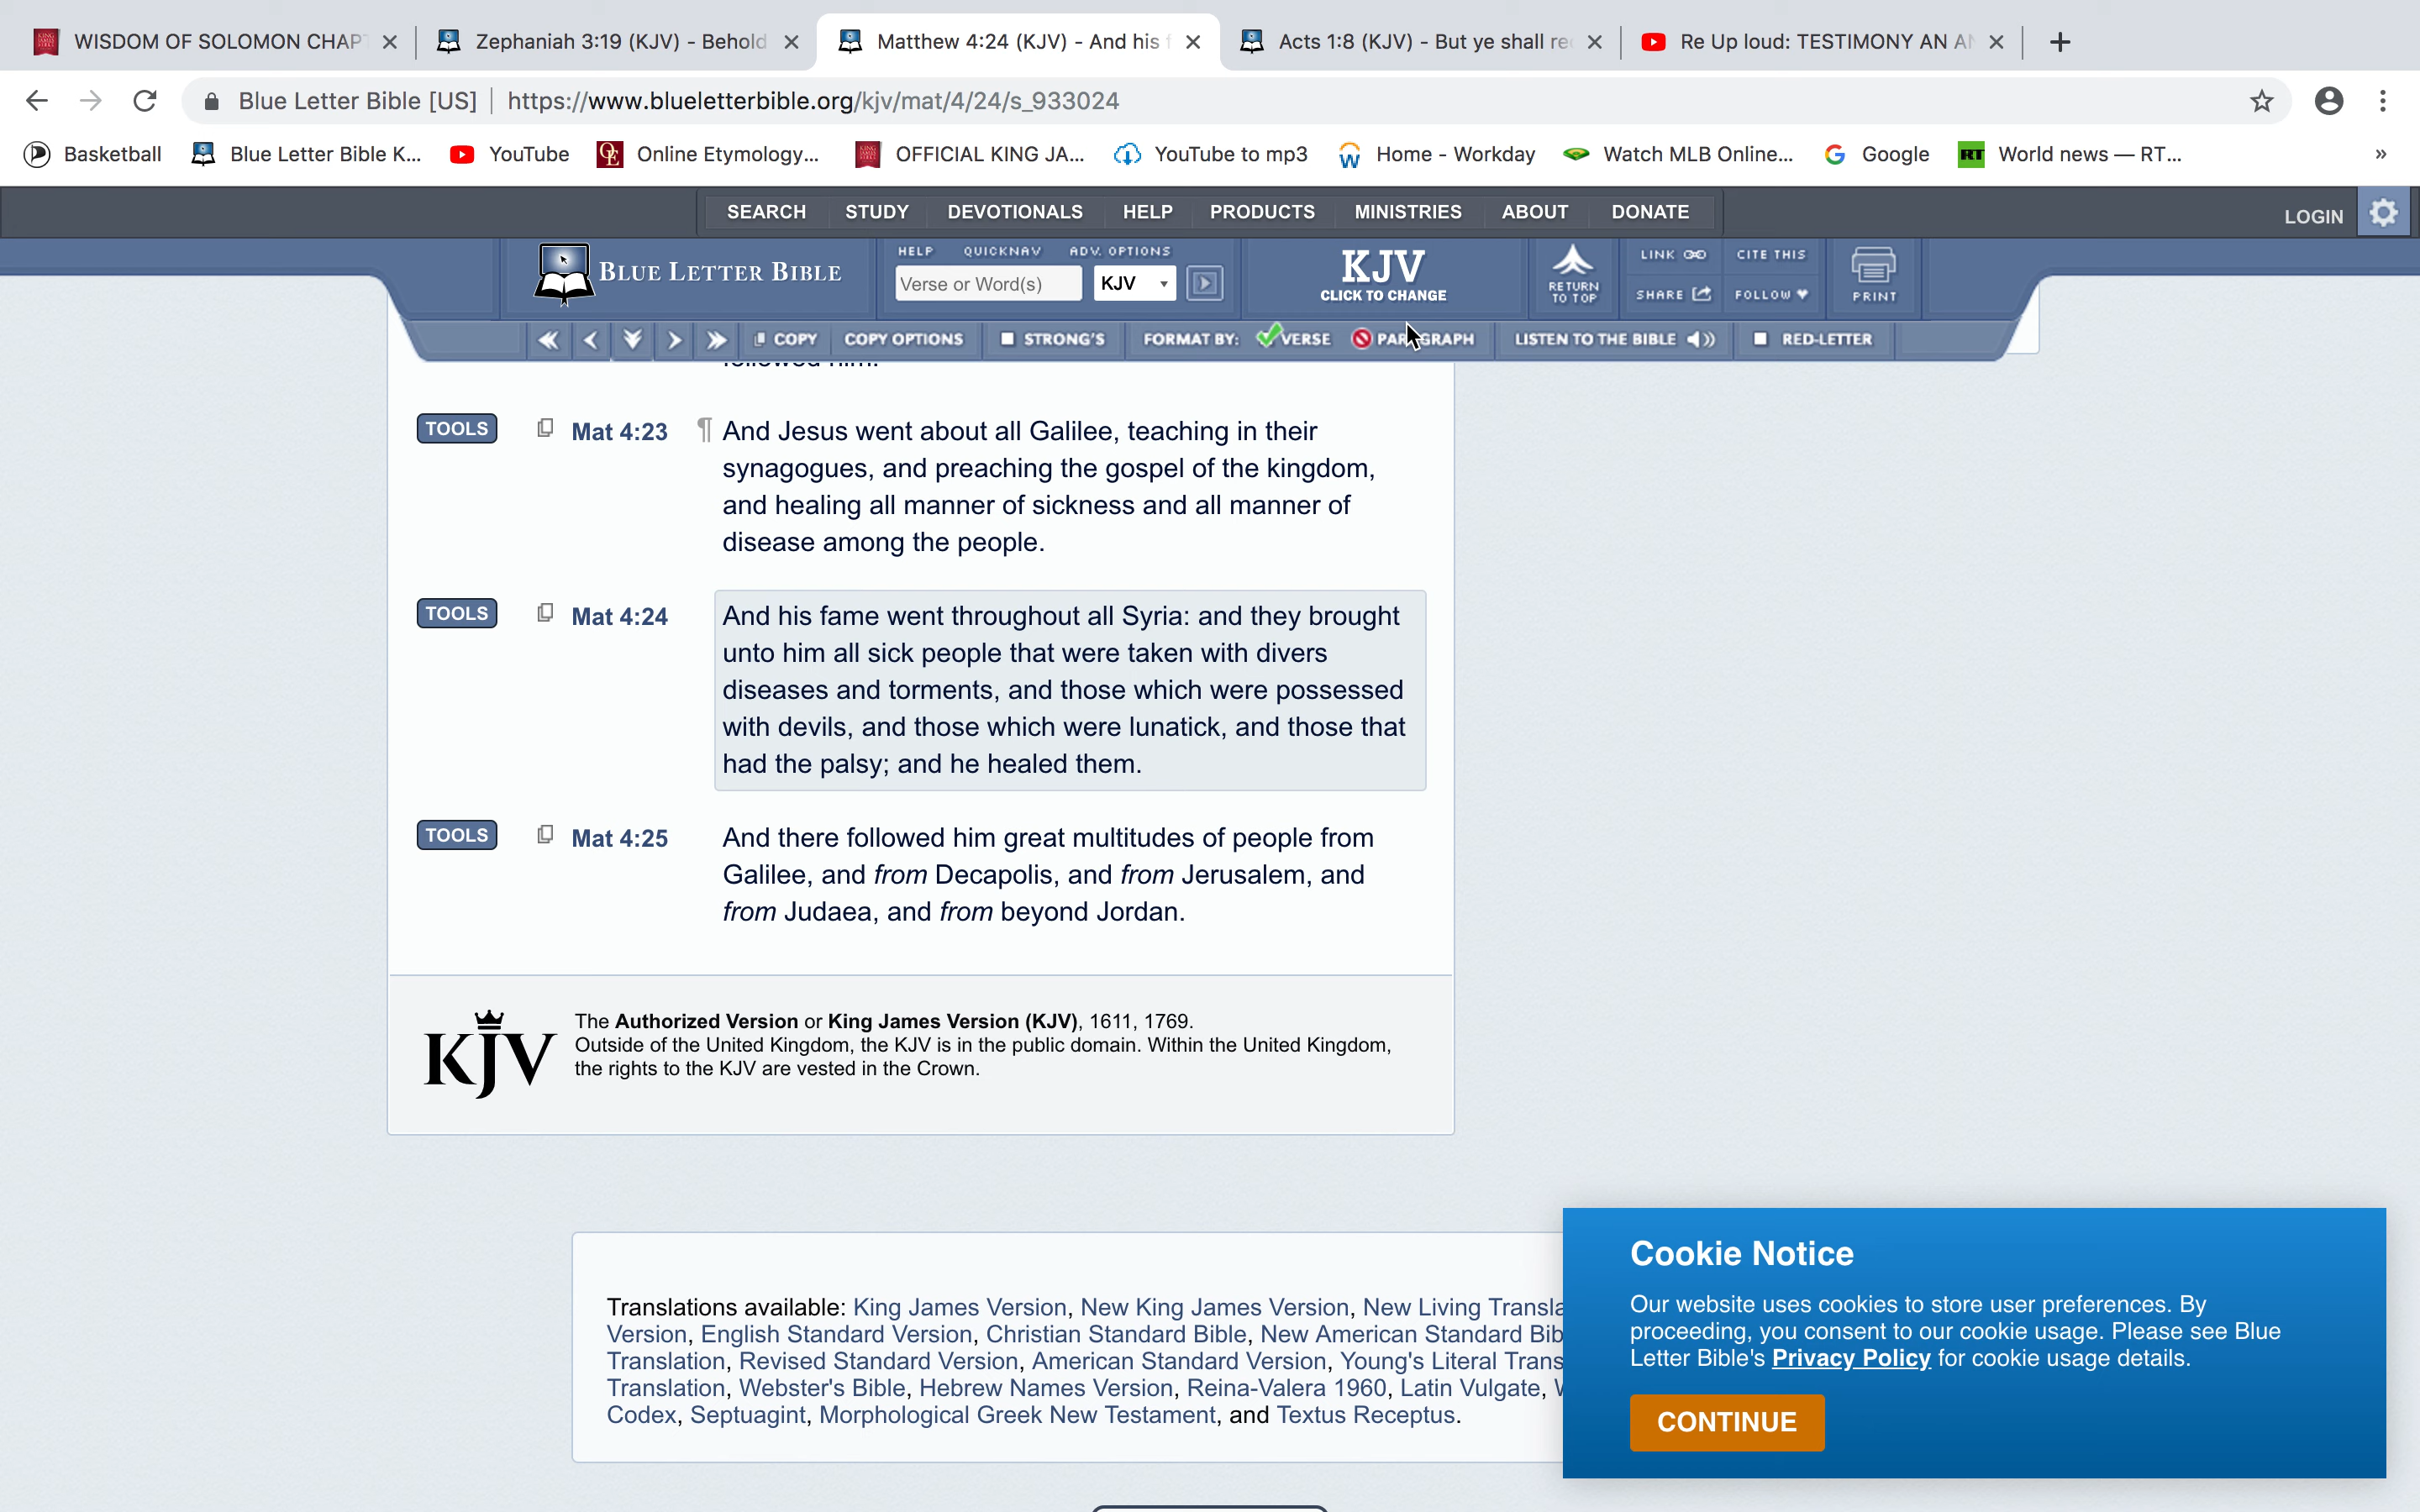 WISDOM OF SOLOMON CHAP
Zephaniah 3:19 (KJV) - Behold
Matthew 4:24 (KJV) - And his f
Acts 1:8 (KJV) - But ye shall re
Re Up loud: TESTIMONY AN A
Blue Letter Bible [US] https://www.blueletterbible.org/kjv/mat/4/24/s_933024
Basketball Blue Letter Bible K... YouTube Online Etymology... OFFICIAL KING JA... YouTube to mp3 Home - Workday Watch MLB Online... Google World news — RT... »
SEARCH STUDY DEVOTIONALS HELP PRODUCTS MINISTRIES ABOUT DONATE LOGIN
BLUE LETTER BIBLE
HELP QUICKNAV ADV. OPTIONS
Verse or Word(s) KJV
KJV
CLICK TO CHANGE
RETURN
TO TOP
LINK CITE THIS
SHARE FOLLOW
PRINT
COPY COPY OPTIONS STRONG'S FORMAT BY: VERSE PARAGRAPH LISTEN TO THE BIBLE RED-LETTER
followed him.
TOOLS Mat 4:23 ¶ And Jesus went about all Galilee, teaching in their
synagogues, and preaching the gospel of the kingdom,
and healing all manner of sickness and all manner of
disease among the people.
TOOLS Mat 4:24 And his fame went throughout all Syria: and they brought
unto him all sick people that were taken with divers
diseases and torments, and those which were possessed
with devils, and those which were lunatick, and those that
had the palsy; and he healed them.
TOOLS Mat 4:25 And there followed him great multitudes of people from
Galilee, and from Decapolis, and from Jerusalem, and
from Judaea, and from beyond Jordan.
KJV
The Authorized Version or King James Version (KJV), 1611, 1769.
Outside of the United Kingdom, the KJV is in the public domain. Within the United Kingdom,
the rights to the KJV are vested in the Crown.
Translations available: King James Version, New King James Version, New Living Transla
Version, English Standard Version, Christian Standard Bible, New American Standard Bib
Translation, Revised Standard Version, American Standard Version, Young's Literal Trans
Translation, Webster's Bible, Hebrew Names Version, Reina-Valera 1960, Latin Vulgate,
Codex, Septuagint, Morphological Greek New Testament, and Textus Receptus.
Cookie Notice
Our website uses cookies to store user preferences. By
proceeding, you consent to our cookie usage. Please see Blue
Letter Bible's Privacy Policy for cookie usage details.
CONTINUE